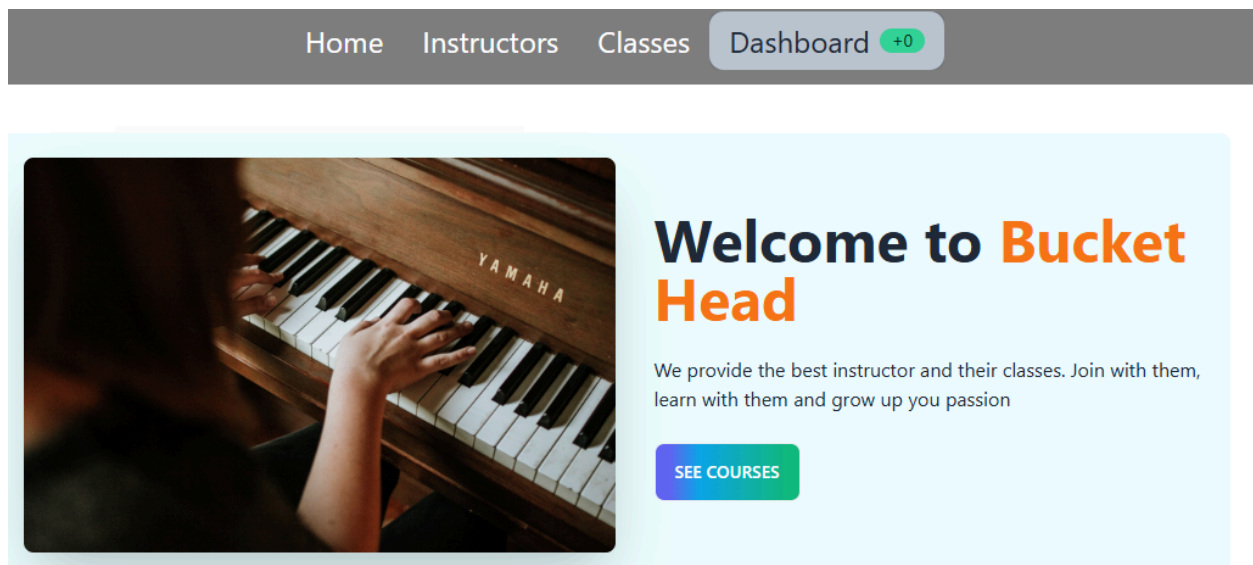 Home Instructors Classes Dashboard +0
YAMAHA
Welcome to Bucket
Head
We provide the best instructor and their classes. Join with them,
learn with them and grow up you passion
SEE COURSES